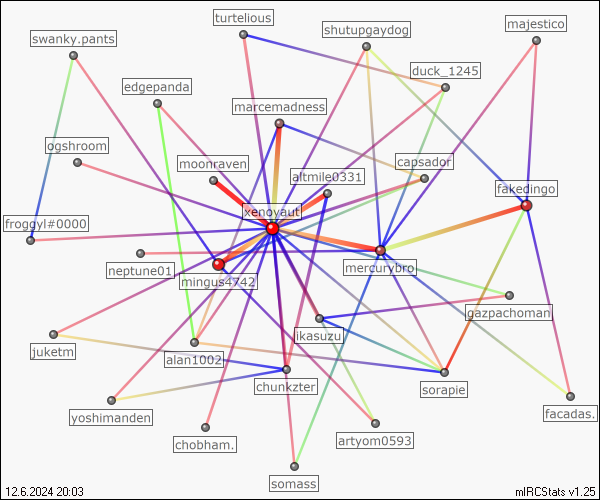 turtelious
shutupgaydog
majestico
swanky.pants
duck_1245
edgepanda
marcemadness
ogshroom
moonraven
capsador
altmile0331
fakedingo
xenoyaut
froggyl#0000
neptune01
mercurybro
mingus4742
gazpachoman
ikasuzu
juketm
alan1002
chunkzter
sorapie
yoshimanden
facadas.
chobham.
artyom0593
somass
12.6.2024 20:03
mIRCStats v1.25